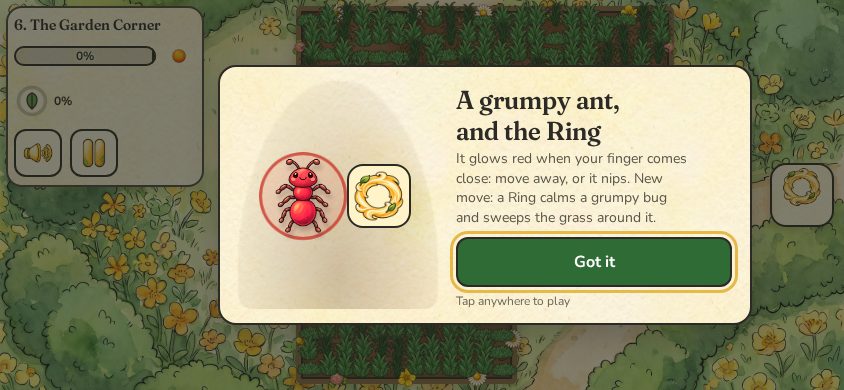 6. The Garden Corner
0%
0%
A grumpy ant,
and the Ring
It glows red when your finger comes
close: move away, or it nips. New
move: a Ring calms a grumpy bug
and sweeps the grass around it.
Got it
Tap anywhere to play